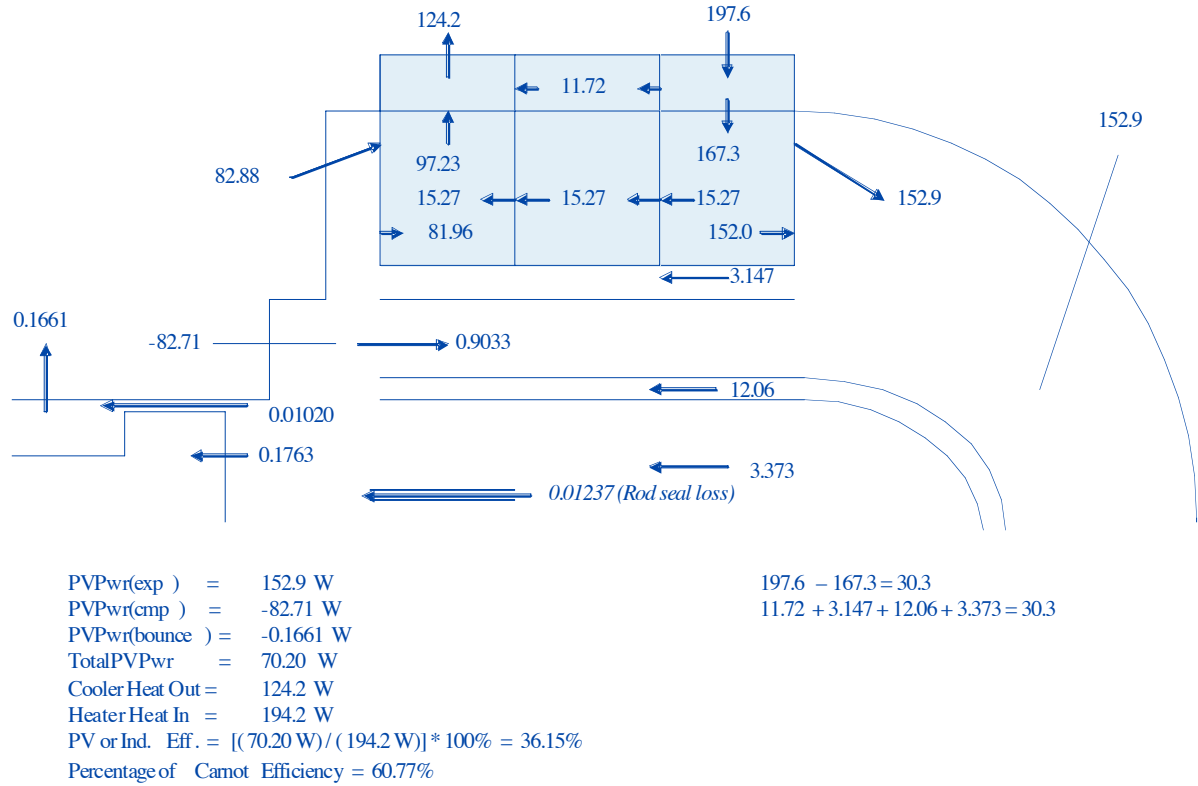 124.2
197.6
11.72
152.9
97.23
167.3
82.88
15.27
15.27
15.27
152.9
81.96
152.0
3.147
0.1661
-82.71
0.9033
12.06
0.01020
0.1763
3.373
0.01237 (Rod seal loss)
PVPwr(exp ) = 152.9 W
197.6 – 167.3 = 30.3
PVPwr(cmp ) = -82.71 W
11.72 + 3.147 + 12.06 + 3.373 = 30.3
PVPwr(bounce ) = -0.1661 W
Total PVPwr = 70.20 W
Cooler Heat Out = 124.2 W
Heater Heat In = 194.2 W
PV or Ind. Eff. = [( 70.20 W) / ( 194.2 W)] * 100% = 36.15%
Percentage of Carnot Efficiency = 60.77%